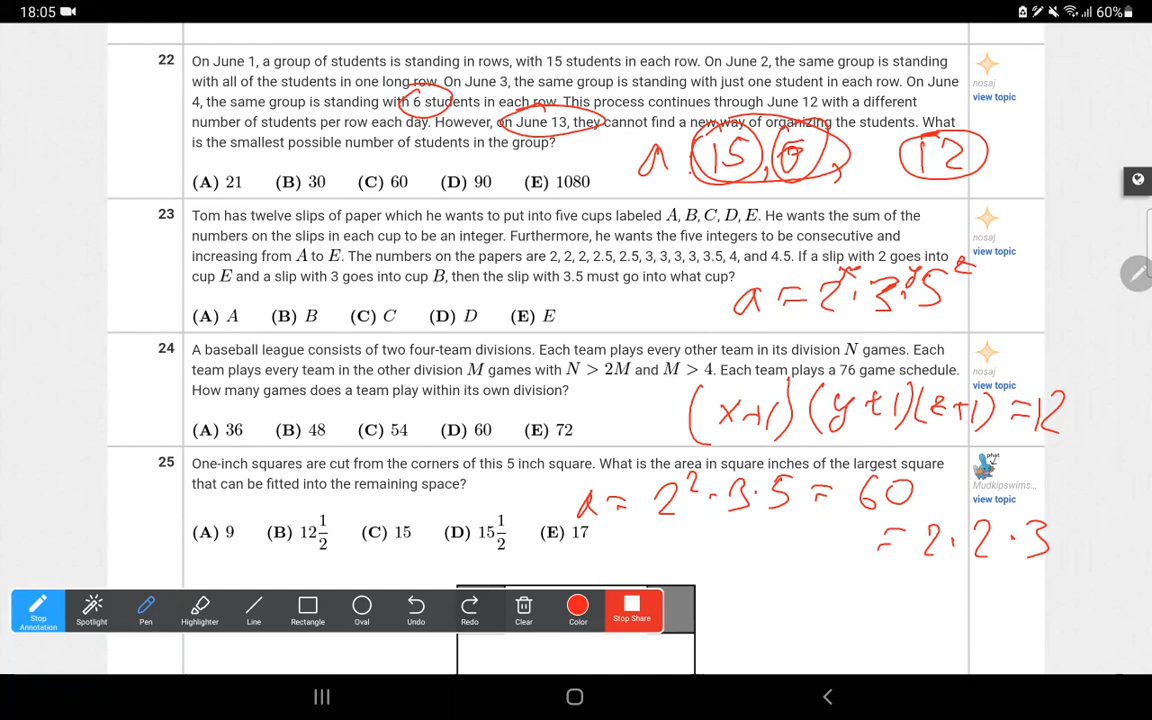 18:05 60%
22 On June 1, a group of students is standing in rows, with 15 students in each row. On June 2, the same group is standing
with all of the students in one long row. On June 3, the same group is standing with just one student in each row. On June
4, the same group is standing with 6 students in each row. This process continues through June 12 with a different
number of students per row each day. However, on June 13, they cannot find a new way of organizing the students. What
is the smallest possible number of students in the group?
nosaj
view topic
a 15, 6, 12
(A) 21 (B) 30 (C) 60 (D) 90 (E) 1080
23 Tom has twelve slips of paper which he wants to put into five cups labeled A, B, C, D, E. He wants the sum of the
numbers on the slips in each cup to be an integer. Furthermore, he wants the five integers to be consecutive and
increasing from A to E. The numbers on the papers are 2, 2, 2, 2.5, 2.5, 3, 3, 3, 3, 3.5, 4, and 4.5. If a slip with 2 goes into
cup E and a slip with 3 goes into cup B, then the slip with 3.5 must go into what cup?
nosaj
view topic
a = 2^x · 3^y · 5^z
(A) A (B) B (C) C (D) D (E) E
24 A baseball league consists of two four-team divisions. Each team plays every other team in its division N games. Each
team plays every team in the other division M games with N > 2M and M > 4. Each team plays a 76 game schedule.
How many games does a team play within its own division?
nosaj
view topic
(x+1)(y+1)(z+1) = 12
(A) 36 (B) 48 (C) 54 (D) 60 (E) 72
25 One-inch squares are cut from the corners of this 5 inch square. What is the area in square inches of the largest square
that can be fitted into the remaining space?
phat
Mudkipswims...
view topic
a = 2² · 3 · 5 = 60
= 2 · 2 · 3
(A) 9 (B) 12 1/2 (C) 15 (D) 15 1/2 (E) 17
Stop Annotation Spotlight Pen Highlighter Line Rectangle Oval Undo Redo Clear Color Stop Share